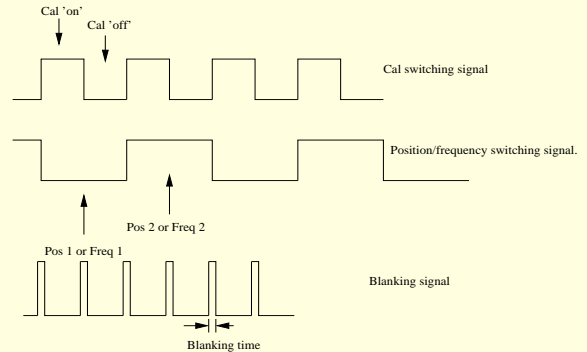 Cal 'on'
Cal 'off'
Cal switching signal
Position/frequency switching signal.
Pos 2 or Freq 2
Pos 1 or Freq 1
Blanking signal
Blanking time